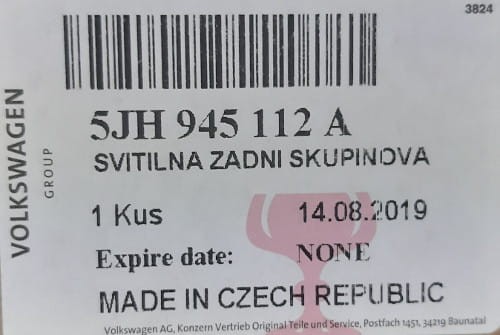 3824
VOLKSWAGEN
GROUP
5JH 945 112 A
SVITILNA ZADNI SKUPINOVA
1 Kus 14.08.2019
Expire date: NONE
MADE IN CZECH REPUBLIC
Volkswagen AG, Konzern Vertrieb Original Teile und Service, Postfach 1451, 34219 Baunatal